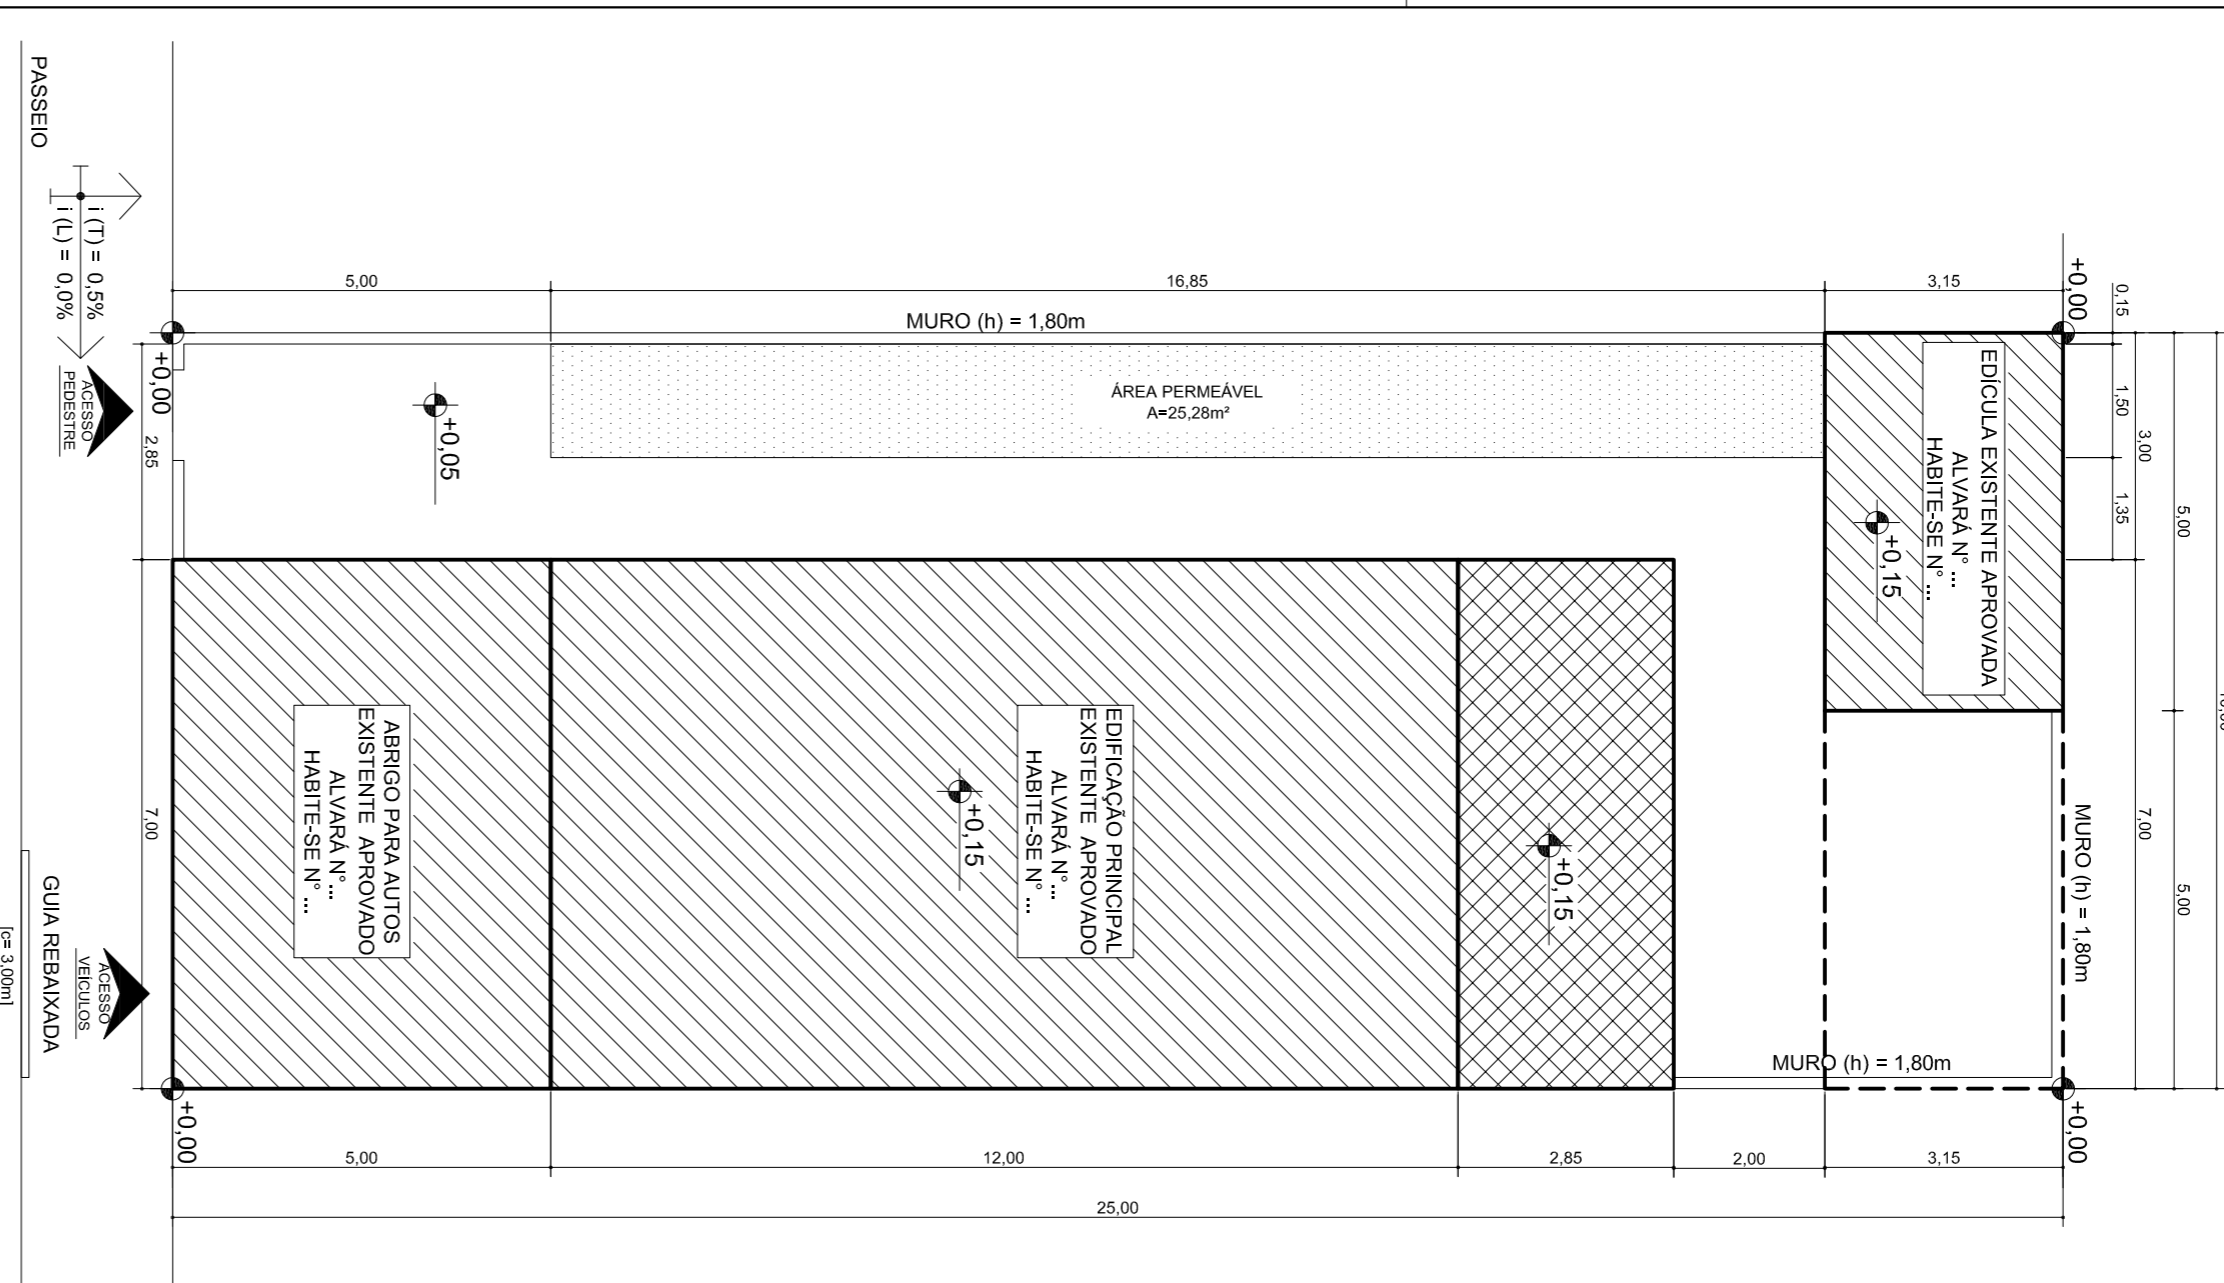 PASSEIO
i (T) = 0,5%
i (L) = 0,0%
5,00
16,85
3,15
MURO (h) = 1,80m
+0,00
+0,00
0,15
1,50
3,00
1,35
5,00
7,00
5,00
ACESSO
PEDESTRE
2,85
+0,05
ÁREA PERMEÁVEL
A=25,28m²
EDÍCULA EXISTENTE APROVADA
ALVARÁ N° ...
HABITE-SE N° ...
+0,15
ABRIGO PARA AUTOS
EXISTENTE APROVADO
ALVARÁ N° ...
HABITE-SE N° ...
EDIFICAÇÃO PRINCIPAL
EXISTENTE APROVADO
ALVARÁ N° ...
HABITE-SE N° ...
+0,15
+0,15
MURO (h) = 1,80m
7,00
GUIA REBAIXADA
[c= 3,00m]
ACESSO
VEÍCULOS
MURO (h) = 1,80m
+0,00
+0,00
5,00
12,00
2,85
2,00
3,15
25,00